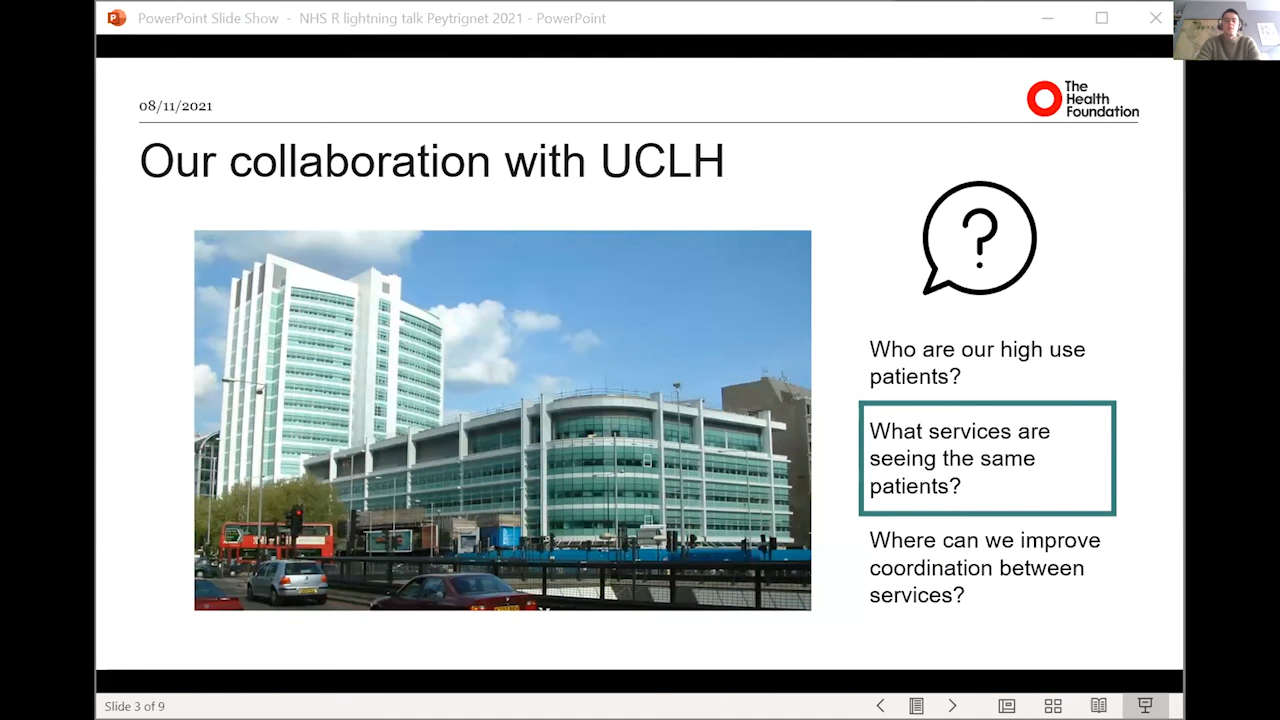 PowerPoint Slide Show - NHS R lightning talk Peytrignet 2021 - PowerPoint
08/11/2021
The
Health
Foundation
Our collaboration with UCLH
?
Who are our high use
patients?
What services are
seeing the same
patients?
Where can we improve
coordination between
services?
Slide 3 of 9